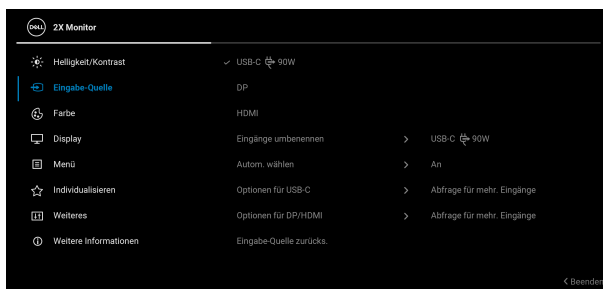 DELL 2X Monitor
Helligkeit/Kontrast ✓ USB-C 90W
Eingabe-Quelle DP
Farbe HDMI
Display Eingänge umbenennen > USB-C 90W
Menü Autom. wählen > An
Individualisieren Optionen für USB-C > Abfrage für mehr. Eingänge
Weiteres Optionen für DP/HDMI > Abfrage für mehr. Eingänge
Weitere Informationen Eingabe-Quelle zurücks.
< Beenden